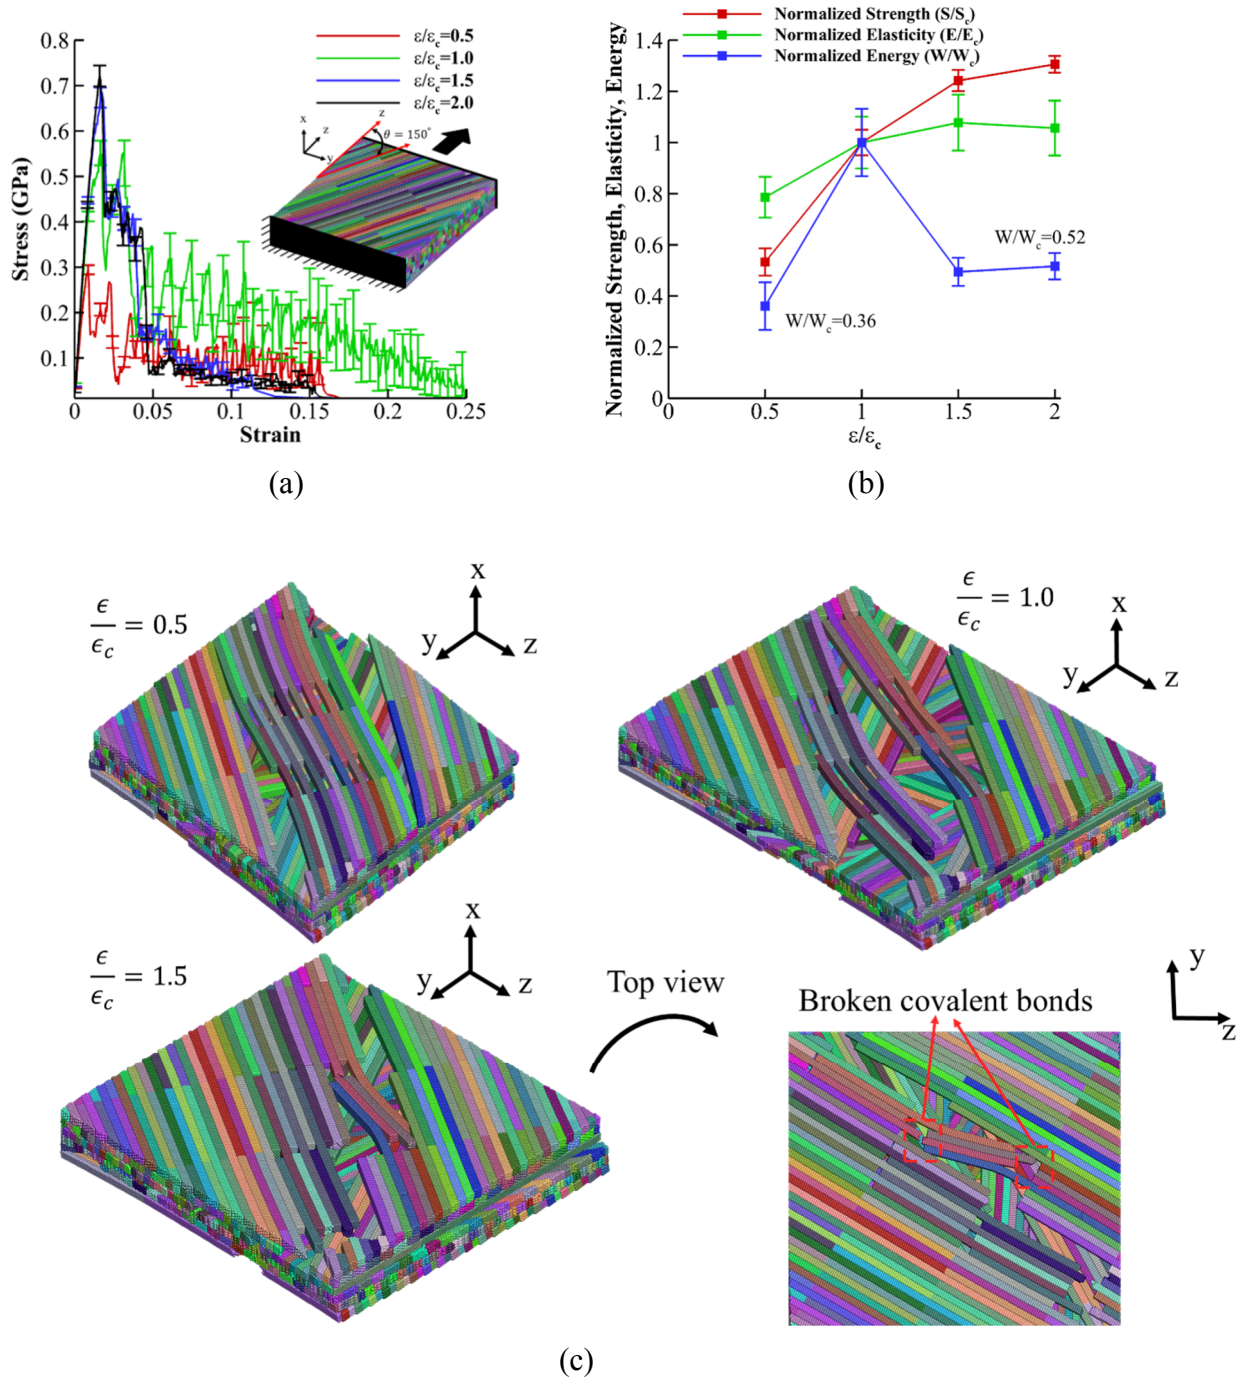 0.8
0.7
0.6
0.5
0.4
0.3
0.2
0.1
0
0.05
0.1
0.15
0.2
0.25
Stress (GPa)
Strain
ε/εc=0.5
ε/εc=1.0
ε/εc=1.5
ε/εc=2.0
x
z
y
z
θ = 150°
(a)
Normalized Strength (S/Sc)
Normalized Elasticity (E/Ec)
Normalized Energy (W/Wc)
Normalized Strength, Elasticity, Energy
1.4
1.2
1
0.8
0.6
0.4
0.2
0
0
0.5
1
1.5
2
W/Wc=0.52
W/Wc=0.36
ε/εc
(b)
ϵ/ϵc = 0.5
x
y
z
ϵ/ϵc = 1.0
x
y
z
ϵ/ϵc = 1.5
x
y
z
Top view
Broken covalent bonds
y
z
(c)